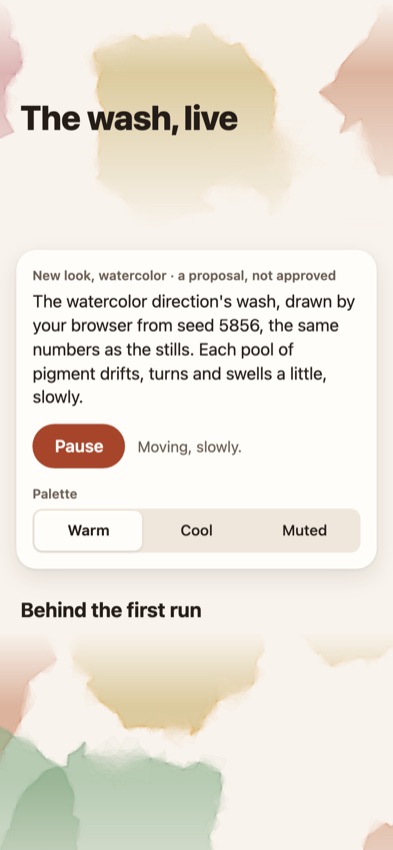 The wash, live
New look, watercolor · a proposal, not approved
The watercolor direction's wash, drawn by
your browser from seed 5856, the same
numbers as the stills. Each pool of
pigment drifts, turns and swells a little,
slowly.
Pause
Moving, slowly.
Palette
Warm
Cool
Muted
Behind the first run